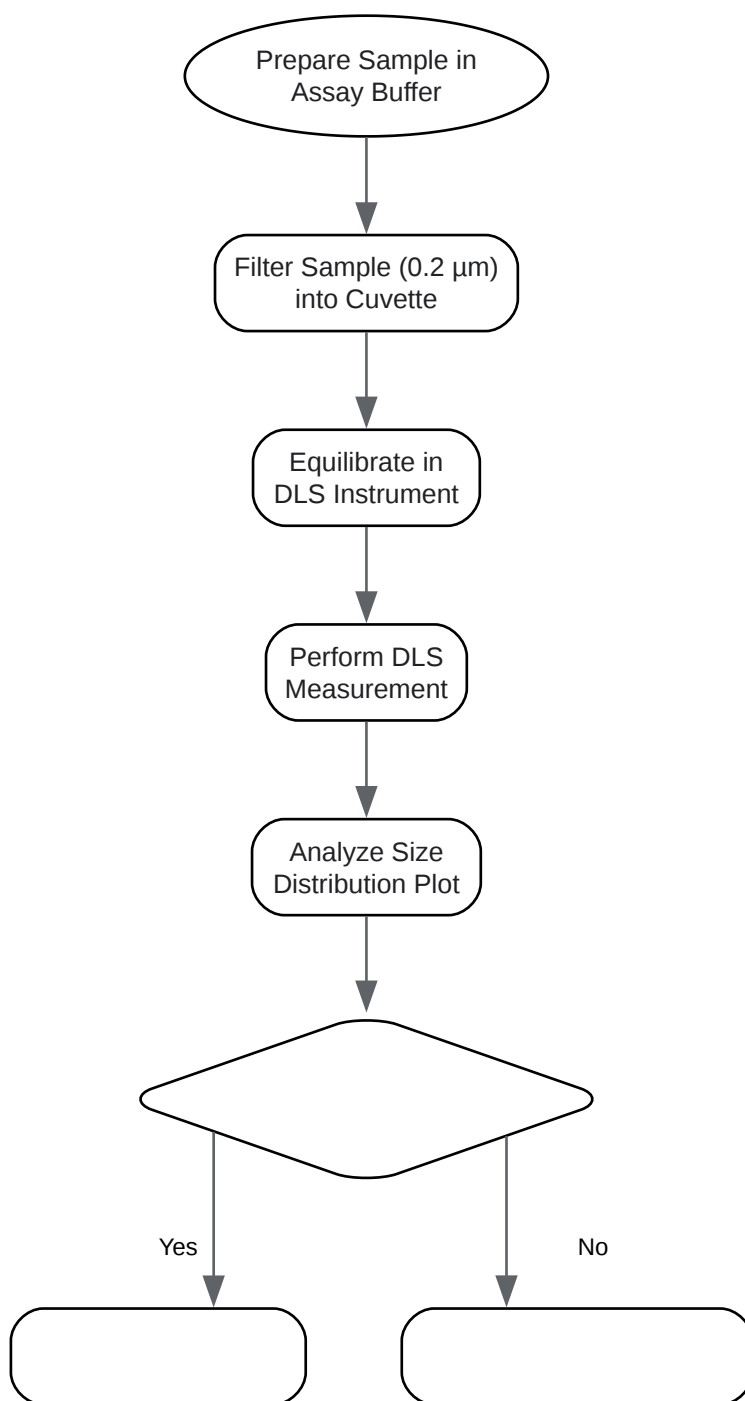 Prepare Sample in
Assay Buffer
Filter Sample (0.2 µm)
into Cuvette
Equilibrate in
DLS Instrument
Perform DLS
Measurement
Analyze Size
Distribution Plot
Yes
No